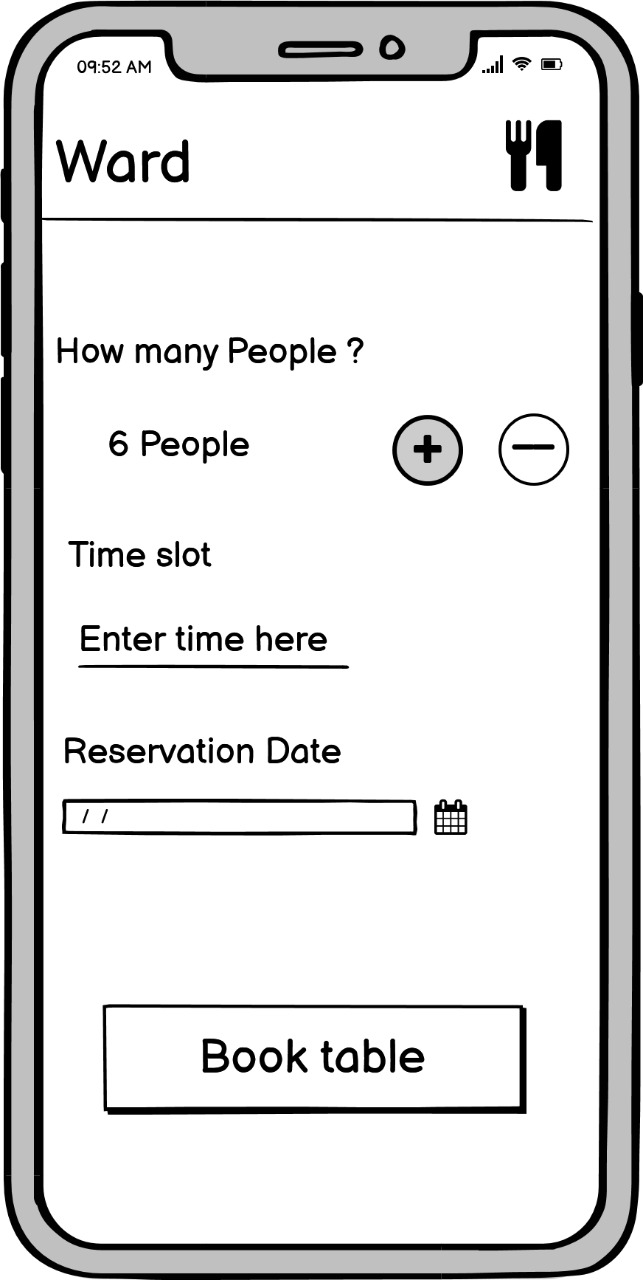 09:52 AM
Ward
How many People ?
6 People
Time slot
Enter time here
Reservation Date
/ /
Book table